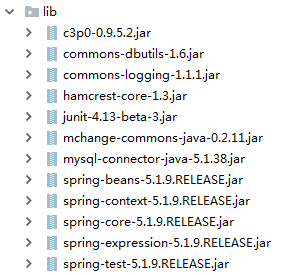 lib
c3p0-0.9.5.2.jar
commons-dbutils-1.6.jar
commons-logging-1.1.1.jar
hamcrest-core-1.3.jar
junit-4.13-beta-3.jar
mchange-commons-java-0.2.11.jar
mysql-connector-java-5.1.38.jar
spring-beans-5.1.9.RELEASE.jar
spring-context-5.1.9.RELEASE.jar
spring-core-5.1.9.RELEASE.jar
spring-expression-5.1.9.RELEASE.jar
spring-test-5.1.9.RELEASE.jar